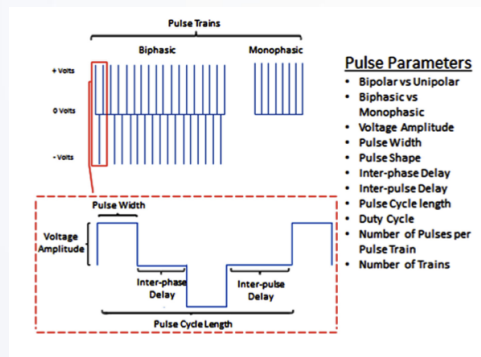 Pulse Trains
Biphasic
Monophasic
+ Volts
0 Volts
- Volts
Pulse Width
Voltage
Amplitude
Inter-phase
Delay
Inter-pulse
Delay
Pulse Cycle Length
Pulse Parameters
• Bipolar vs Unipolar
• Biphasic vs
Monophasic
• Voltage Amplitude
• Pulse Width
• Pulse Shape
• Inter-phase Delay
• Inter-pulse Delay
• Pulse Cycle length
• Duty Cycle
• Number of Pulses per
Pulse Train
• Number of Trains